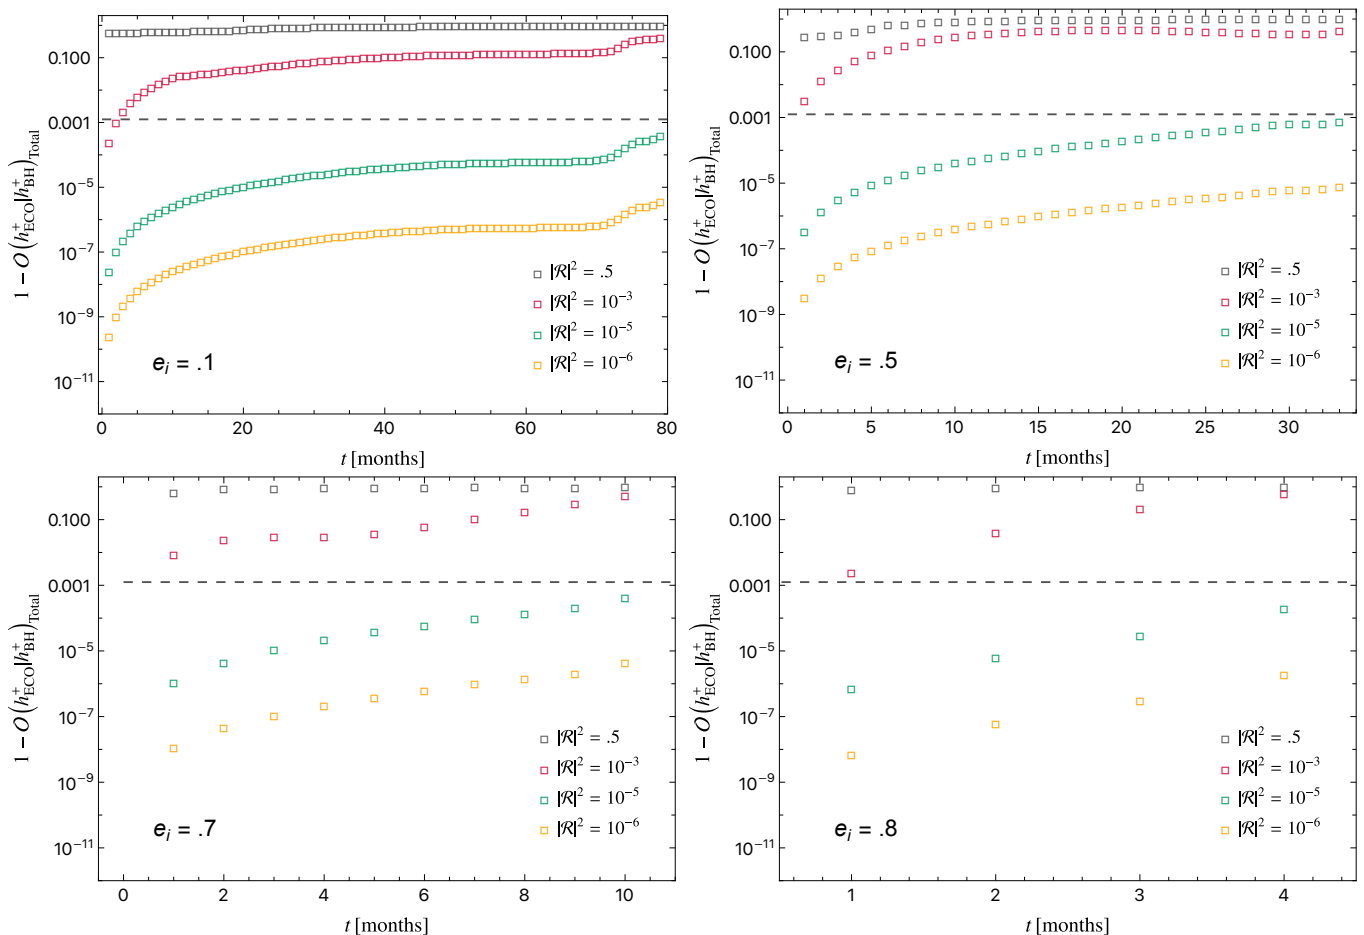 1 − O(h⁺ECO|h⁺BH)Total
0.100
0.001
10⁻⁵
10⁻⁷
10⁻⁹
10⁻¹¹
|ℛ|² = .5
|ℛ|² = 10⁻³
|ℛ|² = 10⁻⁵
|ℛ|² = 10⁻⁶
eᵢ = .1
0 20 40 60 80
t [months]
1 − O(h⁺ECO|h⁺BH)Total
0.100
0.001
10⁻⁵
10⁻⁷
10⁻⁹
10⁻¹¹
|ℛ|² = .5
|ℛ|² = 10⁻³
|ℛ|² = 10⁻⁵
|ℛ|² = 10⁻⁶
eᵢ = .5
0 5 10 15 20 25 30
t [months]
1 − O(h⁺ECO|h⁺BH)Total
0.100
0.001
10⁻⁵
10⁻⁷
10⁻⁹
10⁻¹¹
|ℛ|² = .5
|ℛ|² = 10⁻³
|ℛ|² = 10⁻⁵
|ℛ|² = 10⁻⁶
eᵢ = .7
0 2 4 6 8 10
t [months]
1 − O(h⁺ECO|h⁺BH)Total
0.100
0.001
10⁻⁵
10⁻⁷
10⁻⁹
10⁻¹¹
|ℛ|² = .5
|ℛ|² = 10⁻³
|ℛ|² = 10⁻⁵
|ℛ|² = 10⁻⁶
eᵢ = .8
1 2 3 4
t [months]